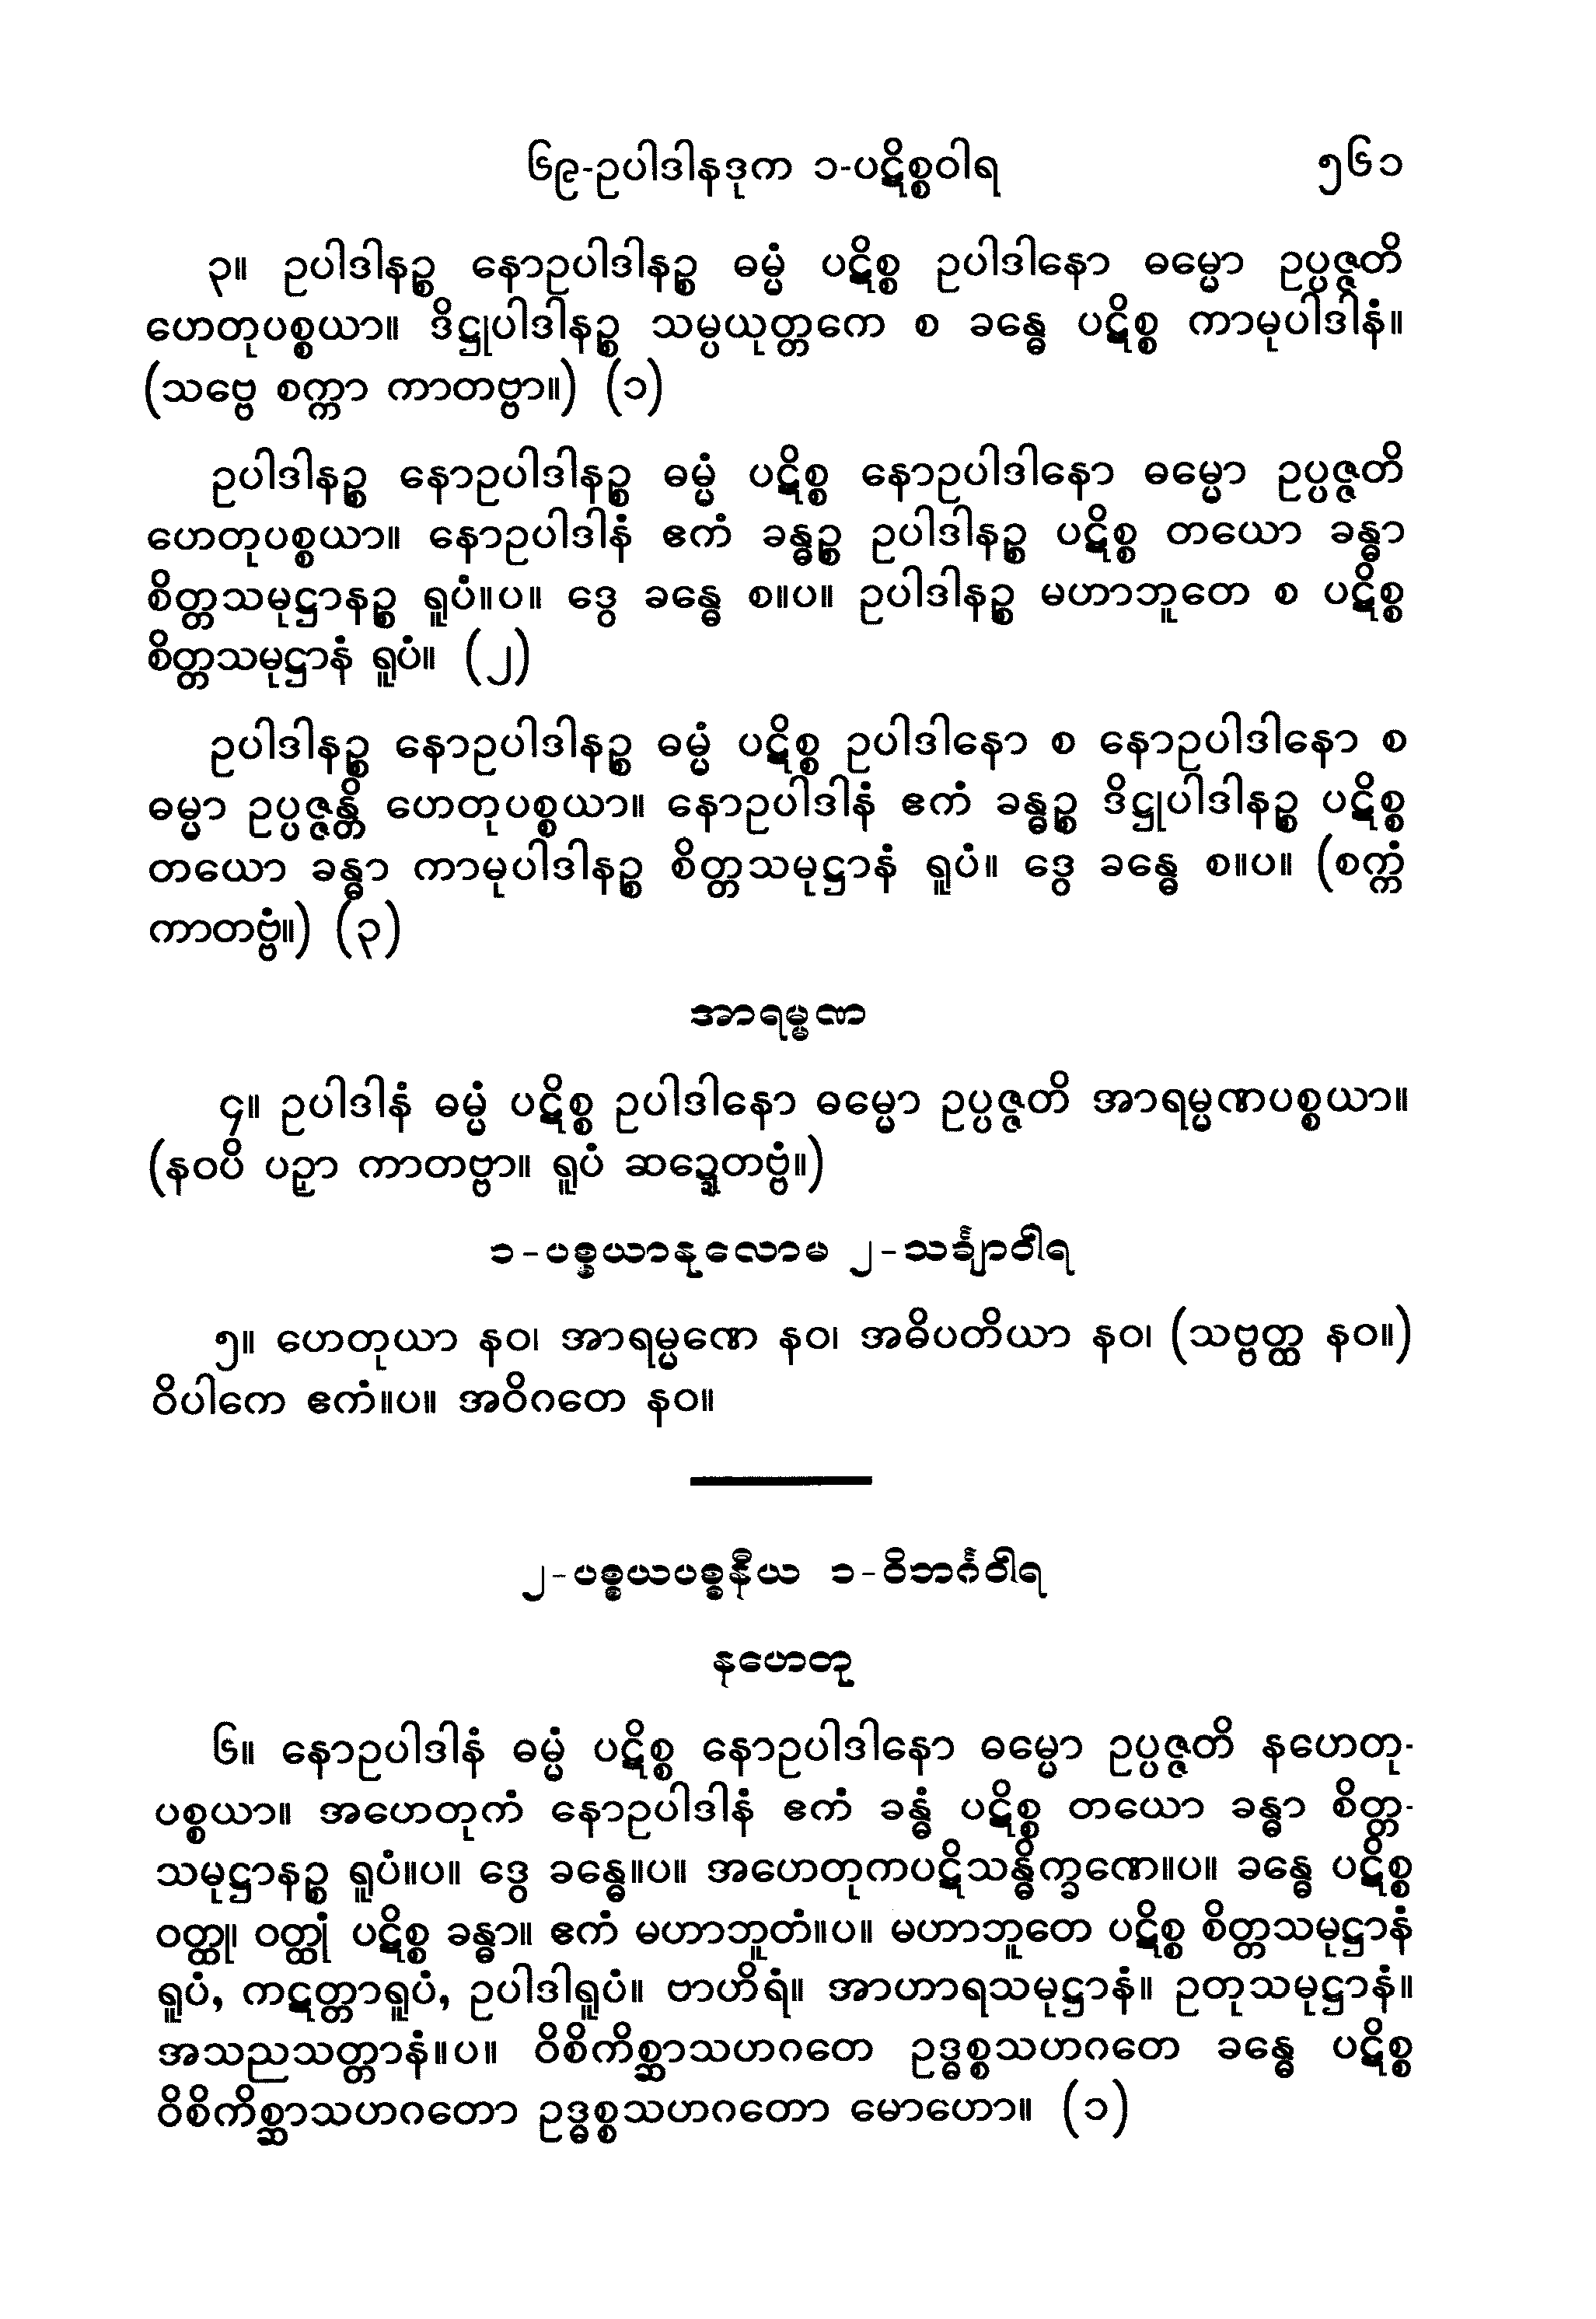 ၆၉-ဥပါဒါနဒုက ၁-ပဋိစ္စဝါရ ၅၆၁
၃။ ဥပါဒါနဉ္စ နောဥပါဒါနဉ္စ ဓမ္မံ ပဋိစ္စ ဥပါဒါနော ဓမ္မော ဥပ္ပဇ္ဇတိ
ဟေတုပစ္စယာ။ ဒိဋ္ဌုပါဒါနဉ္စ သမ္ပယုတ္တကေ စ ခန္ဓေ ပဋိစ္စ ကာမုပါဒါနံ။
(သဗ္ဗေ စက္ကာ ကာတဗ္ဗာ။) (၁)
ဥပါဒါနဉ္စ နောဥပါဒါနဉ္စ ဓမ္မံ ပဋိစ္စ နောဥပါဒါနော ဓမ္မော ဥပ္ပဇ္ဇတိ
ဟေတုပစ္စယာ။ နောဥပါဒါနံ ဧကံ ခန္ဓဉ္စ ဥပါဒါနဉ္စ ပဋိစ္စ တယော ခန္ဓာ
စိတ္တသမုဋ္ဌာနဉ္စ ရူပံ။ပ။ ဒွေ ခန္ဓေ စ။ပ။ ဥပါဒါနဉ္စ မဟာဘူတေ စ ပဋိစ္စ
စိတ္တသမုဋ္ဌာနံ ရူပံ။ (၂)
ဥပါဒါနဉ္စ နောဥပါဒါနဉ္စ ဓမ္မံ ပဋိစ္စ ဥပါဒါနော စ နောဥပါဒါနော စ
ဓမ္မာ ဥပ္ပဇ္ဇန္တိ ဟေတုပစ္စယာ။ နောဥပါဒါနံ ဧကံ ခန္ဓဉ္စ ဒိဋ္ဌုပါဒါနဉ္စ ပဋိစ္စ
တယော ခန္ဓာ ကာမုပါဒါနဉ္စ စိတ္တသမုဋ္ဌာနံ ရူပံ။ ဒွေ ခန္ဓေ စ။ပ။ (စက္ကံ
ကာတဗ္ဗံ။) (၃)
အာရမ္မဏ
၄။ ဥပါဒါနံ ဓမ္မံ ပဋိစ္စ ဥပါဒါနော ဓမ္မော ဥပ္ပဇ္ဇတိ အာရမ္မဏပစ္စယာ။
(နဝပိ ပဉှာ ကာတဗ္ဗာ။ ရူပံ ဆဍ္ဍေတဗ္ဗံ။)
၁-ပစ္စယာနုလောမ ၂-သင်္ချာဝါရ
၅။ ဟေတုယာ နဝ၊ အာရမ္မဏေ နဝ၊ အဓိပတိယာ နဝ၊ (သဗ္ဗတ္ထ နဝ။)
ဝိပါကေ ဧကံ။ပ။ အဝိဂတေ နဝ။
၂-ပစ္စယပစ္စနီယ ၁-ဝိဘင်္ဂဝါရ
နဟေတု
၆။ နောဥပါဒါနံ ဓမ္မံ ပဋိစ္စ နောဥပါဒါနော ဓမ္မော ဥပ္ပဇ္ဇတိ နဟေတု-
ပစ္စယာ။ အဟေတုကံ နောဥပါဒါနံ ဧကံ ခန္ဓံ ပဋိစ္စ တယော ခန္ဓာ စိတ္တ-
သမုဋ္ဌာနဉ္စ ရူပံ။ပ။ ဒွေ ခန္ဓေ။ပ။ အဟေတုကပဋိသန္ဓိက္ခဏေ။ပ။ ခန္ဓေ ပဋိစ္စ
ဝတ္ထု၊ ဝတ္ထုံ ပဋိစ္စ ခန္ဓာ။ ဧကံ မဟာဘူတံ။ပ။ မဟာဘူတေ ပဋိစ္စ စိတ္တသမုဋ္ဌာနံ
ရူပံ, ကဋတ္တာရူပံ, ဥပါဒါရူပံ။ ဗာဟိရံ။ အာဟာရသမုဋ္ဌာနံ။ ဥတုသမုဋ္ဌာနံ။
အသညသတ္တာနံ။ပ။ ဝိစိကိစ္ဆာသဟဂတေ ဥဒ္ဓစ္စသဟဂတေ ခန္ဓေ ပဋိစ္စ
ဝိစိကိစ္ဆာသဟဂတော ဥဒ္ဓစ္စသဟဂတော မောဟော။ (၁)